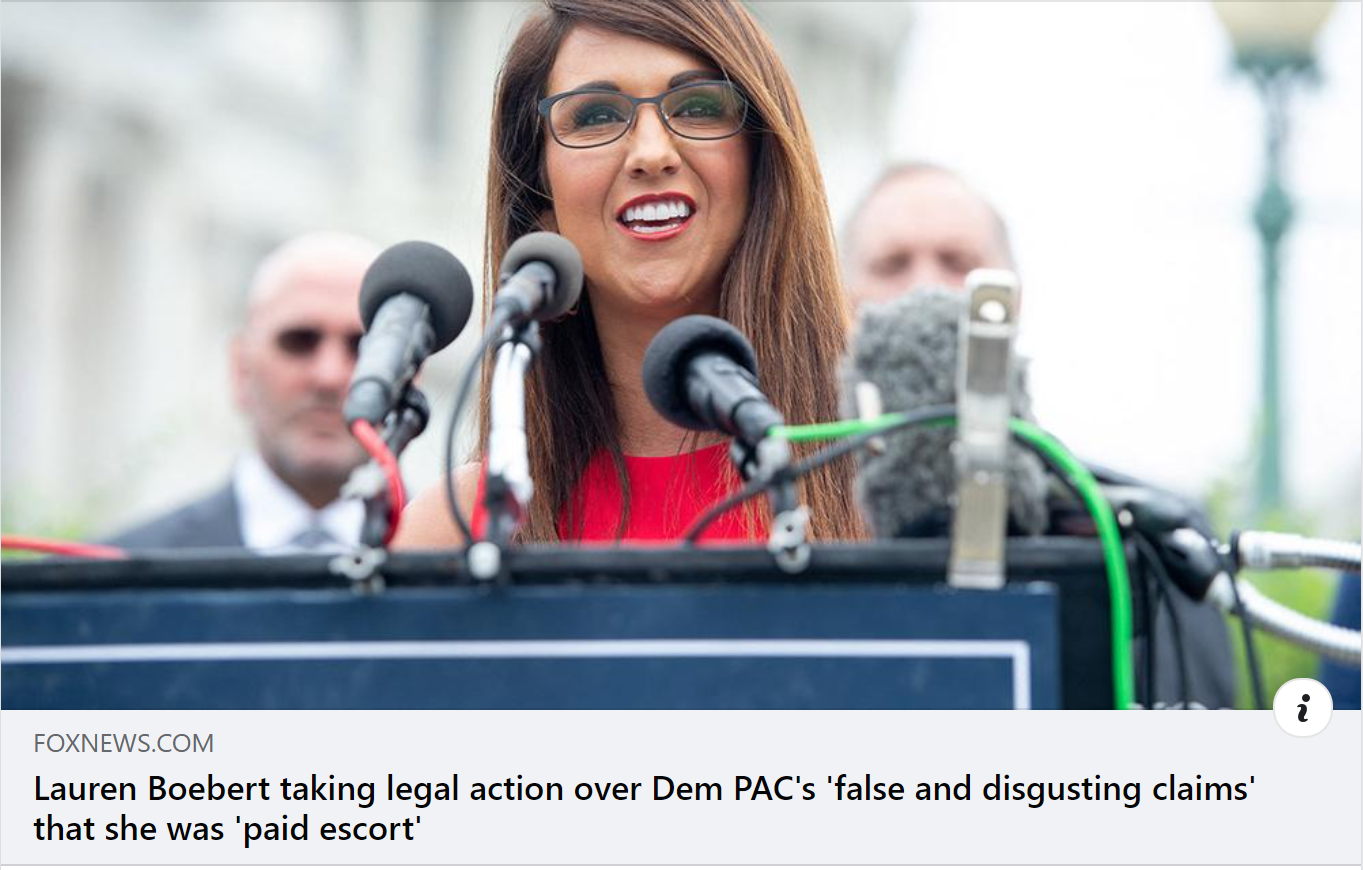 FOXNEWS.COM
Lauren Boebert taking legal action over Dem PAC's 'false and disgusting claims'
that she was 'paid escort'